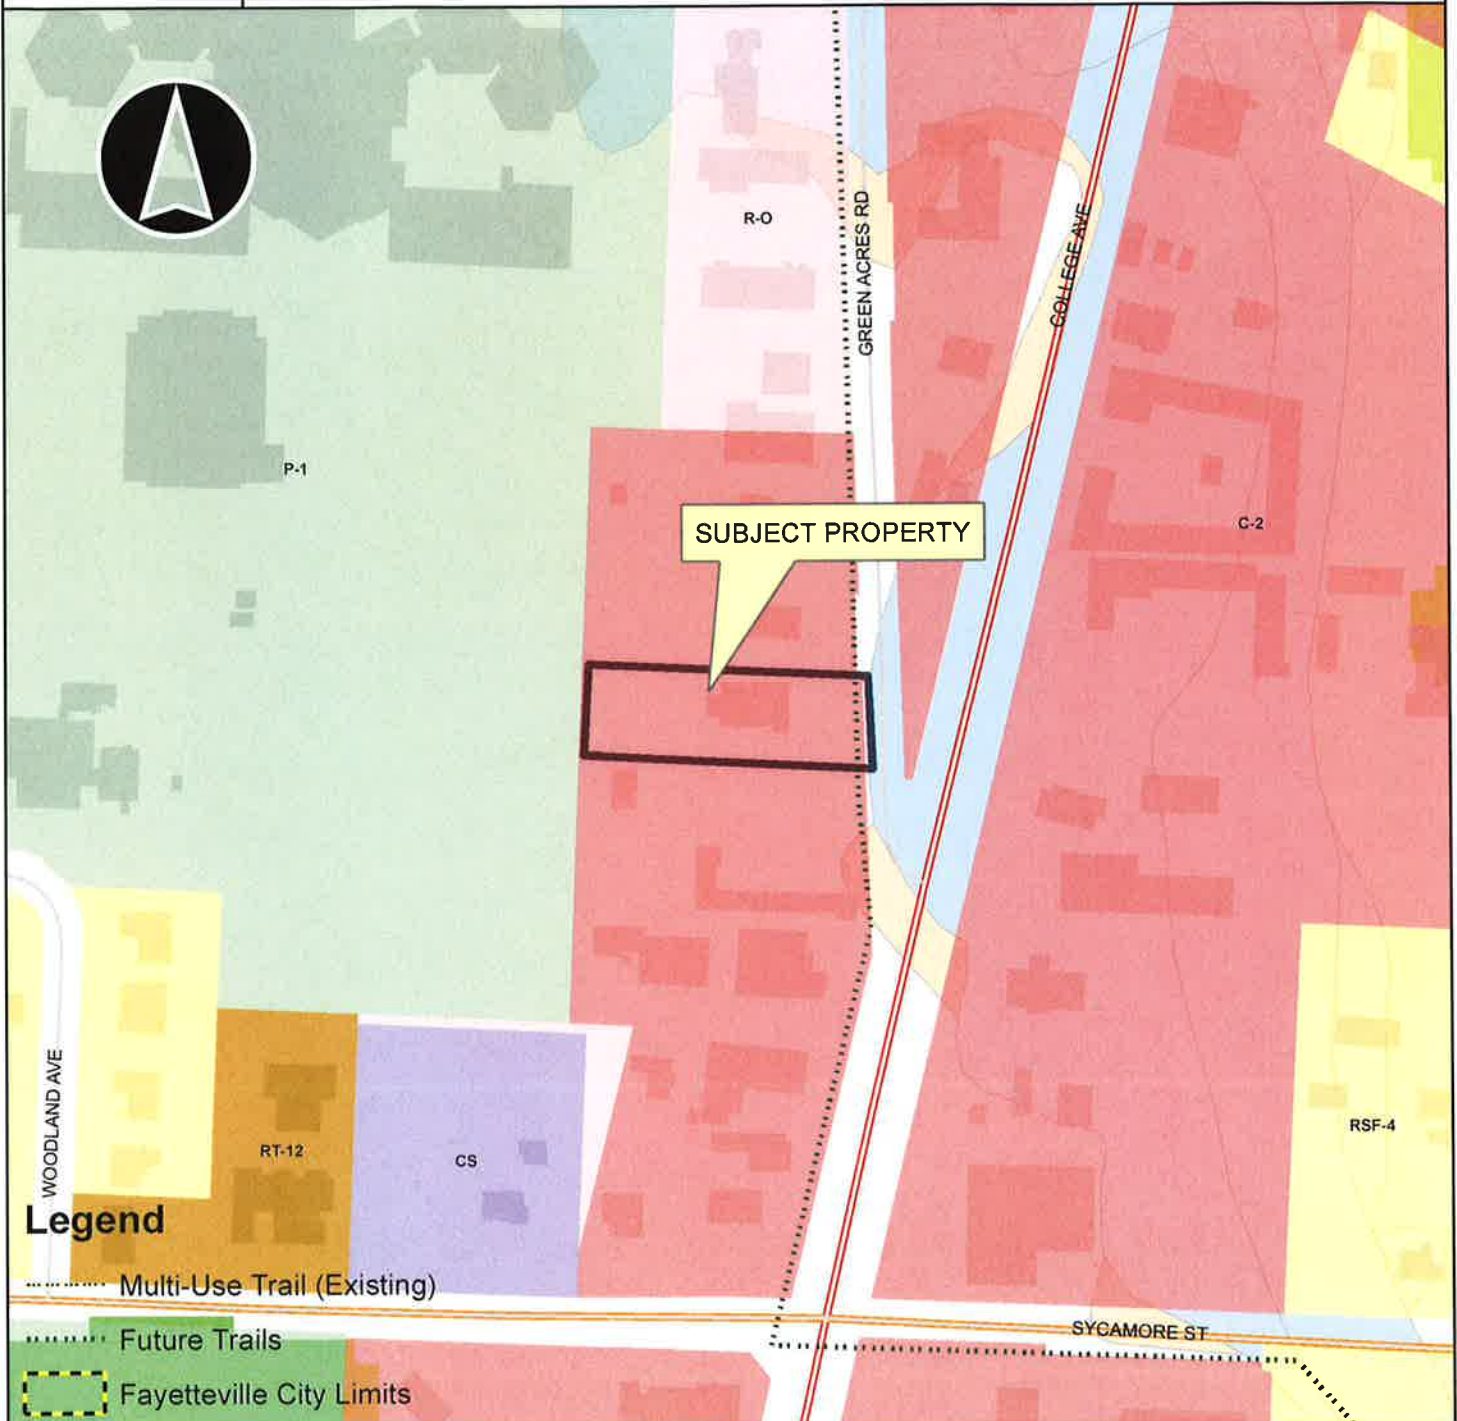 R-O
GREEN ACRES RD
COLLEGE AVE
P-1
C-2
SUBJECT PROPERTY
WOODLAND AVE
RT-12
CS
RSF-4
Legend
Multi-Use Trail (Existing)
Future Trails
Fayetteville City Limits
SYCAMORE ST